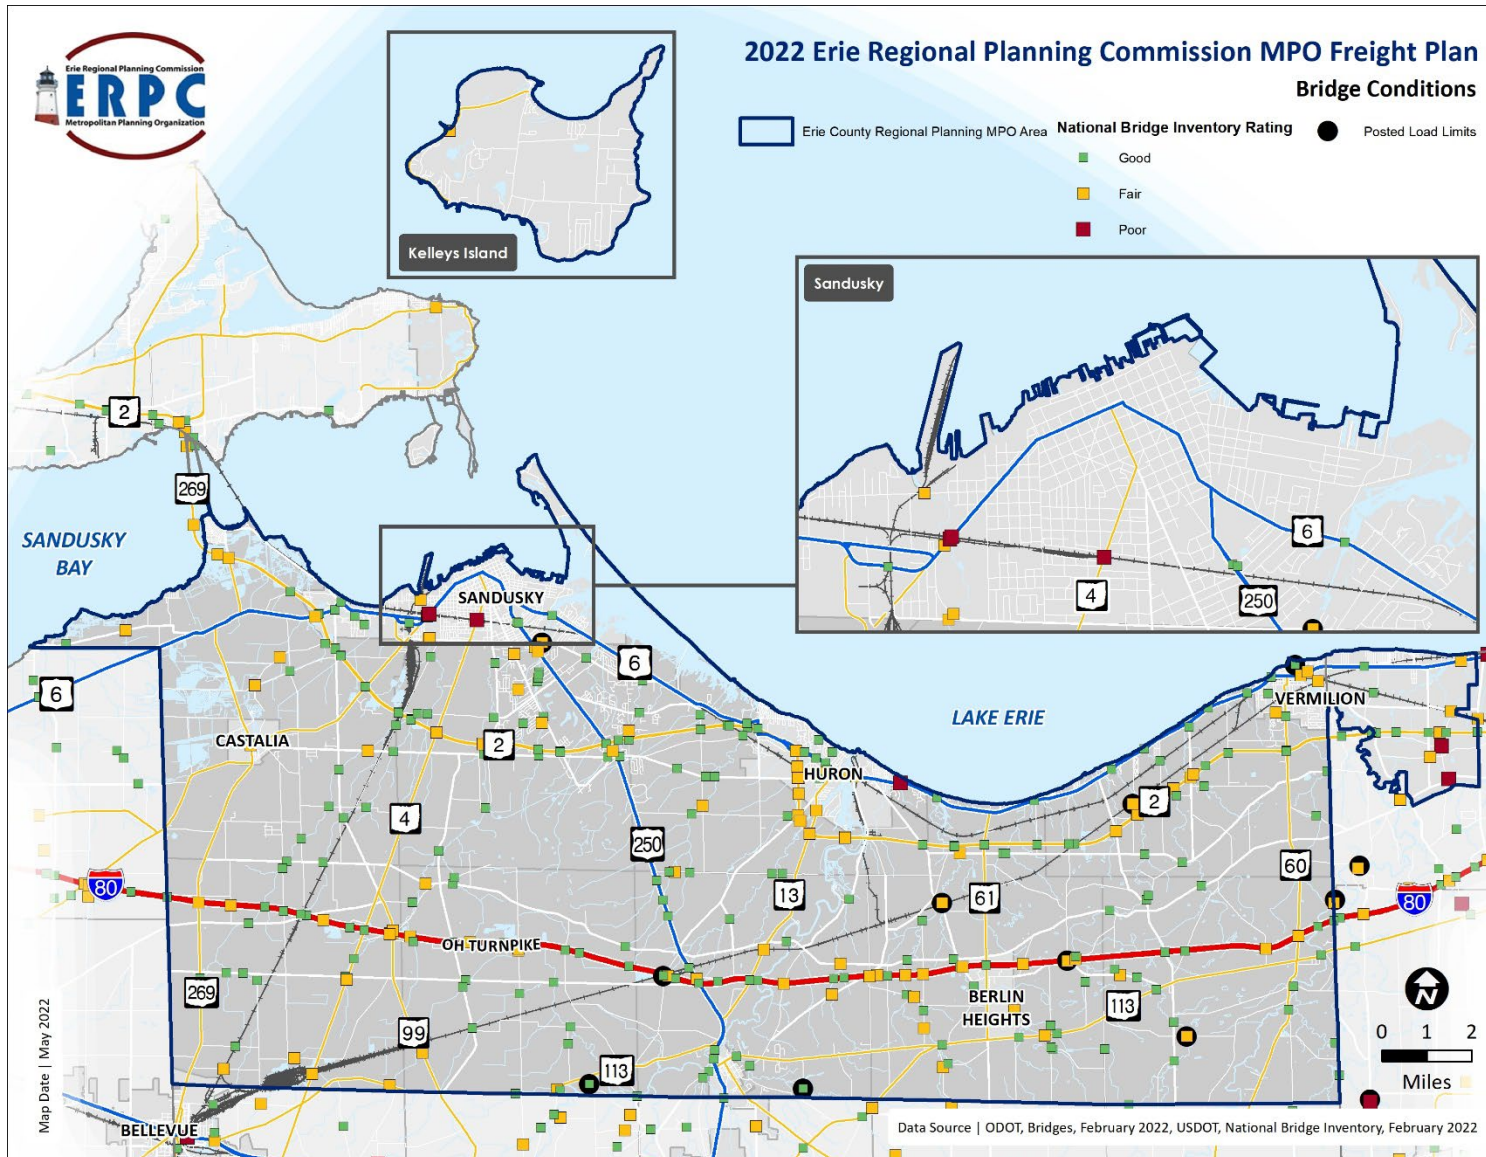 Erie Regional Planning Commission
ERPC
Metropolitan Planning Organization
2022 Erie Regional Planning Commission MPO Freight Plan
Bridge Conditions
Erie County Regional Planning MPO Area
National Bridge Inventory Rating
Posted Load Limits
Good
Fair
Poor
Kelleys Island
Sandusky
6
4
250
2
269
SANDUSKY
BAY
SANDUSKY
6
6
LAKE ERIE
VERMILION
CASTALIA
2
HURON
2
4
250
60
80
13
61
80
OH TURNPIKE
269
BERLIN
HEIGHTS
113
99
113
N
0 1 2
Miles
BELLEVUE
Map Date | May 2022
Data Source | ODOT, Bridges, February 2022, USDOT, National Bridge Inventory, February 2022